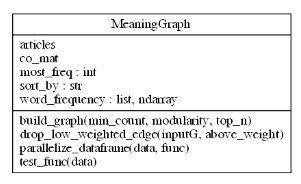 MeaningGraph
articles
co_mat
most_freq : int
sort_by : str
word_frequency : list, ndarray
build_graph(min_count, modularity, top_n)
drop_low_weighted_edge(inputG, above_weight)
parallelize_dataframe(data, func)
test_func(data)